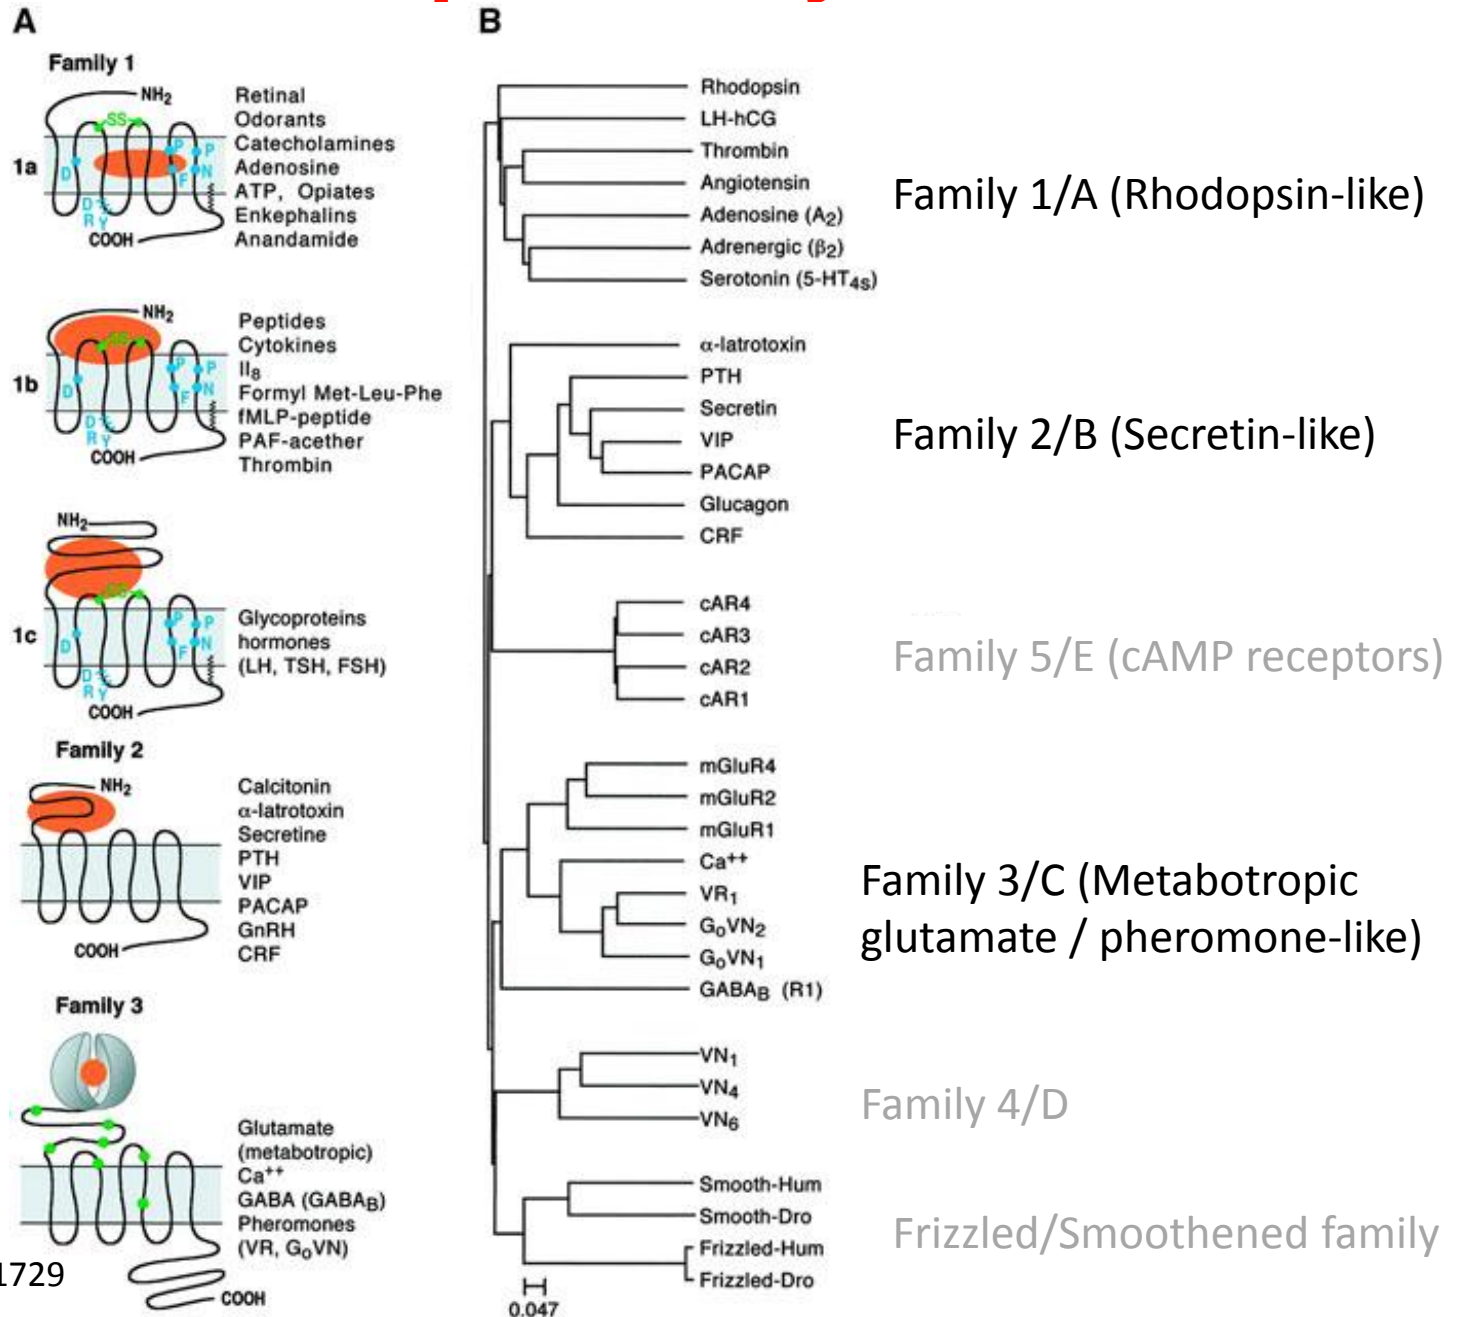 A
Family 1
NH2
SS
1a
D
P
P
F
N
D
R
Y
COOH
Retinal
Odorants
Catecholamines
Adenosine
ATP, Opiates
Enkephalins
Anandamide
NH2
SS
1b
D
P
P
F
N
D
R
Y
COOH
Peptides
Cytokines
Il8
Formyl Met-Leu-Phe
fMLP-peptide
PAF-acether
Thrombin
NH2
SS
1c
D
P
P
F
N
D
R
Y
COOH
Glycoproteins
hormones
(LH, TSH, FSH)
Family 2
NH2
COOH
Calcitonin
α-latrotoxin
Secretine
PTH
VIP
PACAP
GnRH
CRF
Family 3
Glutamate
(metabotropic)
Ca++
GABA (GABAB)
Pheromones
(VR, GoVN)
COOH
1729
B
Rhodopsin
LH-hCG
Thrombin
Angiotensin
Adenosine (A2)
Adrenergic (β2)
Serotonin (5-HT4s)
α-latrotoxin
PTH
Secretin
VIP
PACAP
Glucagon
CRF
cAR4
cAR3
cAR2
cAR1
mGluR4
mGluR2
mGluR1
Ca++
VR1
GoVN2
GoVN1
GABAB (R1)
VN1
VN4
VN6
Smooth-Hum
Smooth-Dro
Frizzled-Hum
Frizzled-Dro
0.047
Family 1/A (Rhodopsin-like)
Family 2/B (Secretin-like)
Family 5/E (cAMP receptors)
Family 3/C (Metabotropic
glutamate / pheromone-like)
Family 4/D
Frizzled/Smoothened family